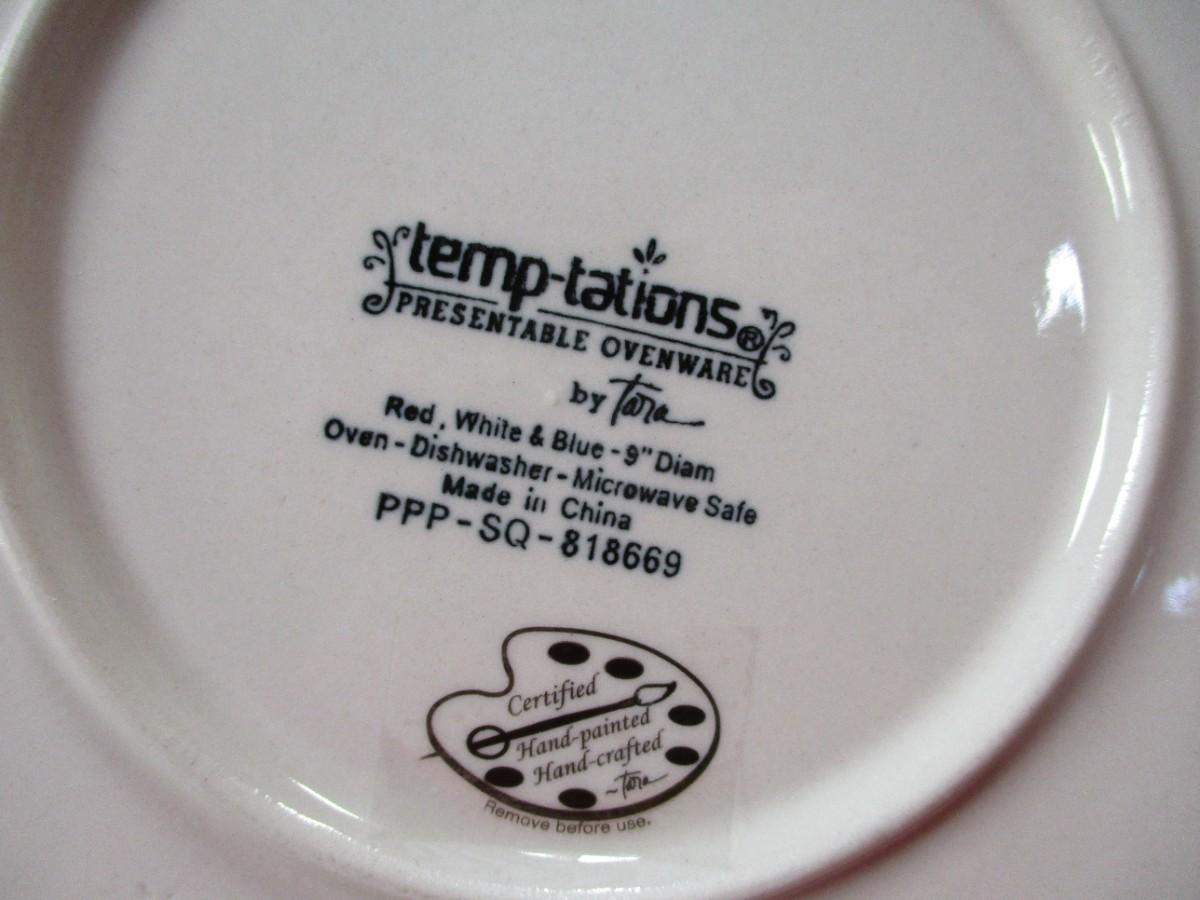 temp-tations®
PRESENTABLE OVENWARE
by Tara
Red, White & Blue - 9" Diam
Oven - Dishwasher - Microwave Safe
Made in China
PPP-SQ-818669
Certified
Hand-painted
Hand-crafted
~Tara
Remove before use.